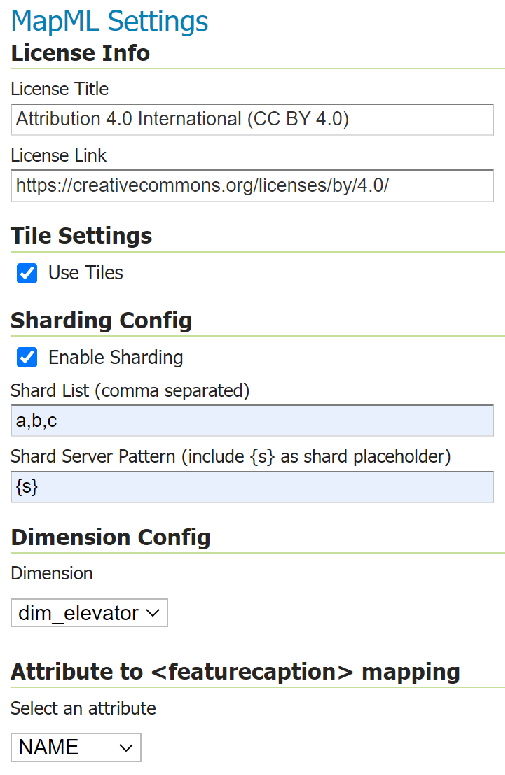 MapML Settings
License Info
License Title
Attribution 4.0 International (CC BY 4.0)
License Link
https://creativecommons.org/licenses/by/4.0/
Tile Settings
Use Tiles
Sharding Config
Enable Sharding
Shard List (comma separated)
a,b,c
Shard Server Pattern (include {s} as shard placeholder)
{s}
Dimension Config
Dimension
dim_elevator
Attribute to <featurecaption> mapping
Select an attribute
NAME